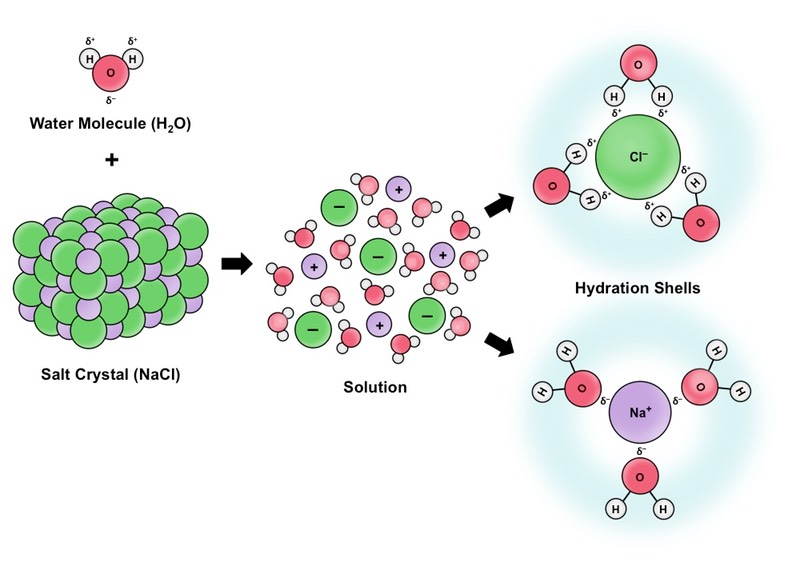 δ⁺ δ⁺
H H
O
δ⁻
Water Molecule (H₂O)
+
Salt Crystal (NaCl)
+
−
− +
+
− + −
Solution
O
H H
δ⁺ δ⁺
Cl⁻
H δ⁺
O
H δ⁺
δ⁺
H
δ⁺ H
O
Hydration Shells
H
O
H
δ⁻
Na⁺
H
O
H
δ⁻
δ⁻
O
H H